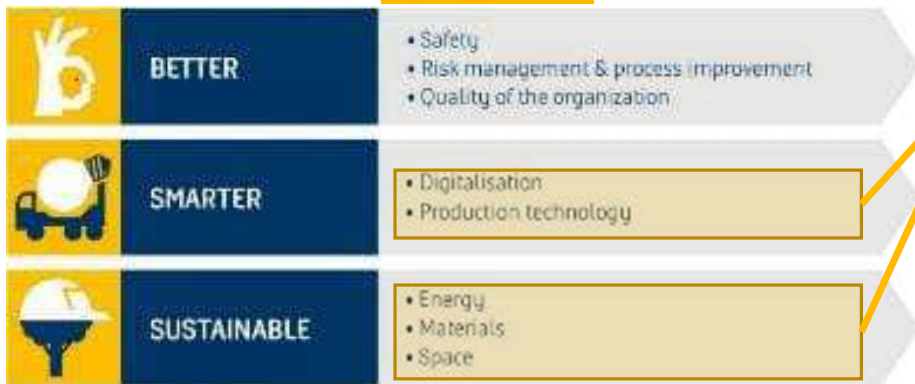 BETTER
• Safety
• Risk management & process improvement
• Quality of the organization
SMARTER
• Digitalisation
• Production technology
SUSTAINABLE
• Energy
• Materials
• Space